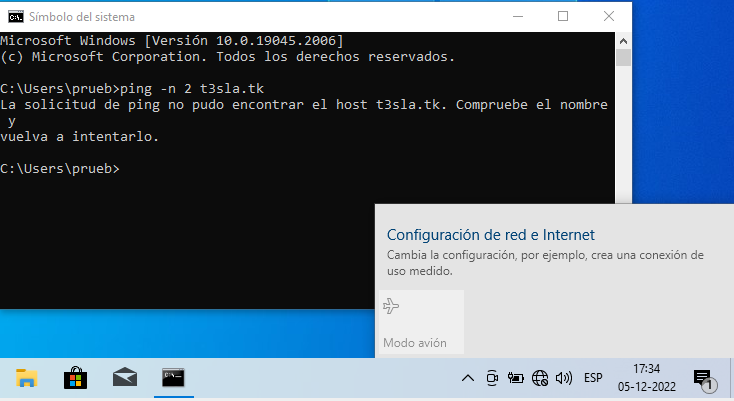 Símbolo del sistema
Microsoft Windows [Versión 10.0.19045.2006]
(c) Microsoft Corporation. Todos los derechos reservados.
C:\Users\prueb>ping -n 2 t3sla.tk
La solicitud de ping no pudo encontrar el host t3sla.tk. Compruebe el nombre
y
vuelva a intentarlo.
C:\Users\prueb>
Configuración de red e Internet
Cambia la configuración, por ejemplo, crea una conexión de
uso medido.
Modo avión
ESP
17:34
05-12-2022
1